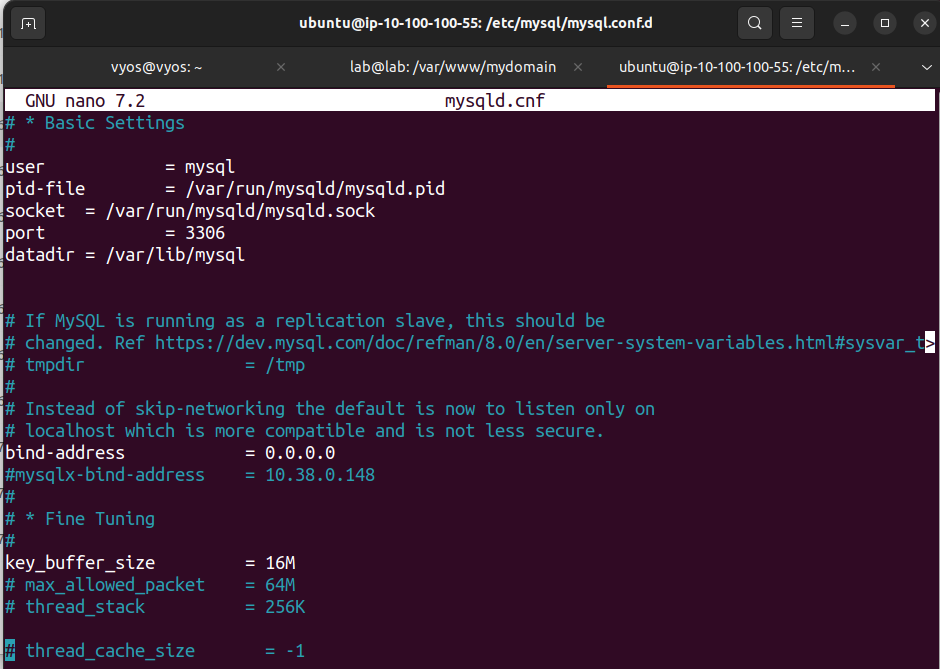 ubuntu@ip-10-100-100-55: /etc/mysql/mysql.conf.d
vyos@vyos: ~
lab@lab: /var/www/mydomain
ubuntu@ip-10-100-100-55: /etc/m...
GNU nano 7.2 mysqld.cnf
# * Basic Settings
#
user = mysql
pid-file = /var/run/mysqld/mysqld.pid
socket = /var/run/mysqld/mysqld.sock
port = 3306
datadir = /var/lib/mysql
# If MySQL is running as a replication slave, this should be
# changed. Ref https://dev.mysql.com/doc/refman/8.0/en/server-system-variables.html#sysvar_t>
# tmpdir = /tmp
#
# Instead of skip-networking the default is now to listen only on
# localhost which is more compatible and is not less secure.
bind-address = 0.0.0.0
#mysqlx-bind-address = 10.38.0.148
#
# * Fine Tuning
#
key_buffer_size = 16M
# max_allowed_packet = 64M
# thread_stack = 256K
# thread_cache_size = -1